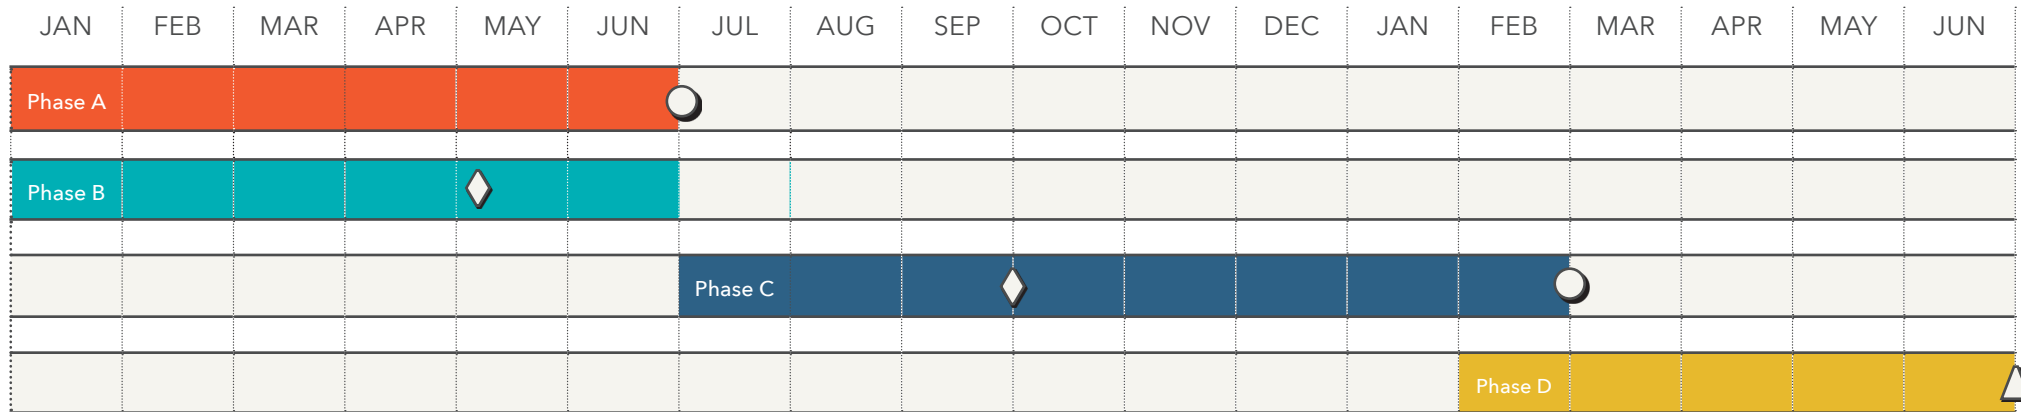 JAN FEB MAR APR MAY JUN JUL AUG SEP OCT NOV DEC JAN FEB MAR APR MAY JUN
Phase A
Phase B
Phase C
Phase D